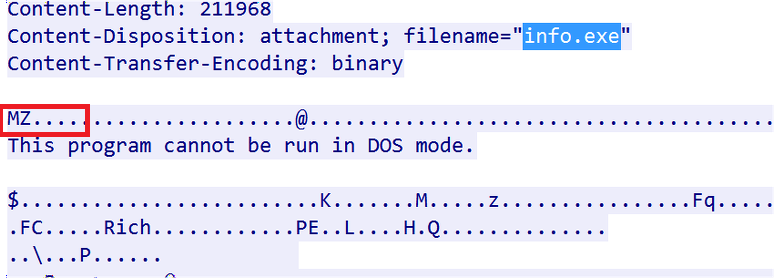 Content-Length: 211968
Content-Disposition: attachment; filename="info.exe"
Content-Transfer-Encoding: binary
MZ......................@........................................
This program cannot be run in DOS mode.
$..........................K.......M.....z................Fq.....
.FC.....Rich............PE..L....H.Q..............
..\...P......